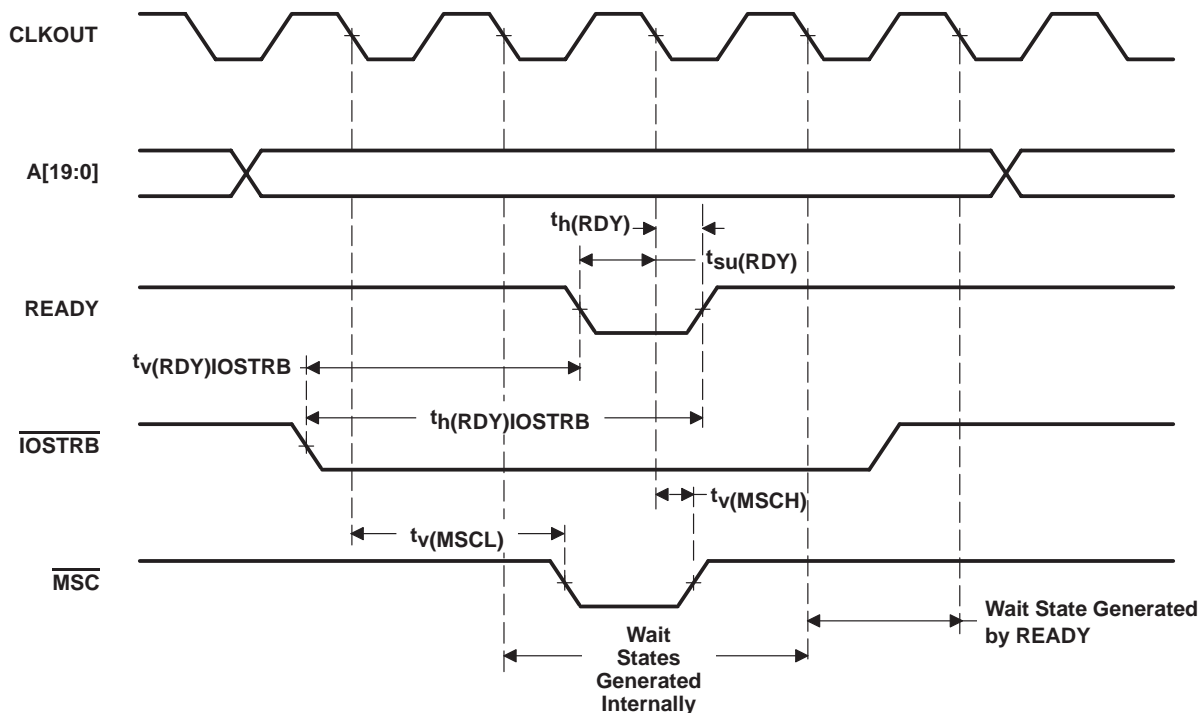 CLKOUT
A[19:0]
th(RDY)
tsu(RDY)
READY
tv(RDY)IOSTRB
th(RDY)IOSTRB
IOSTRB
tv(MSCH)
tv(MSCL)
MSC
Wait State Generated
by READY
Wait
States
Generated
Internally